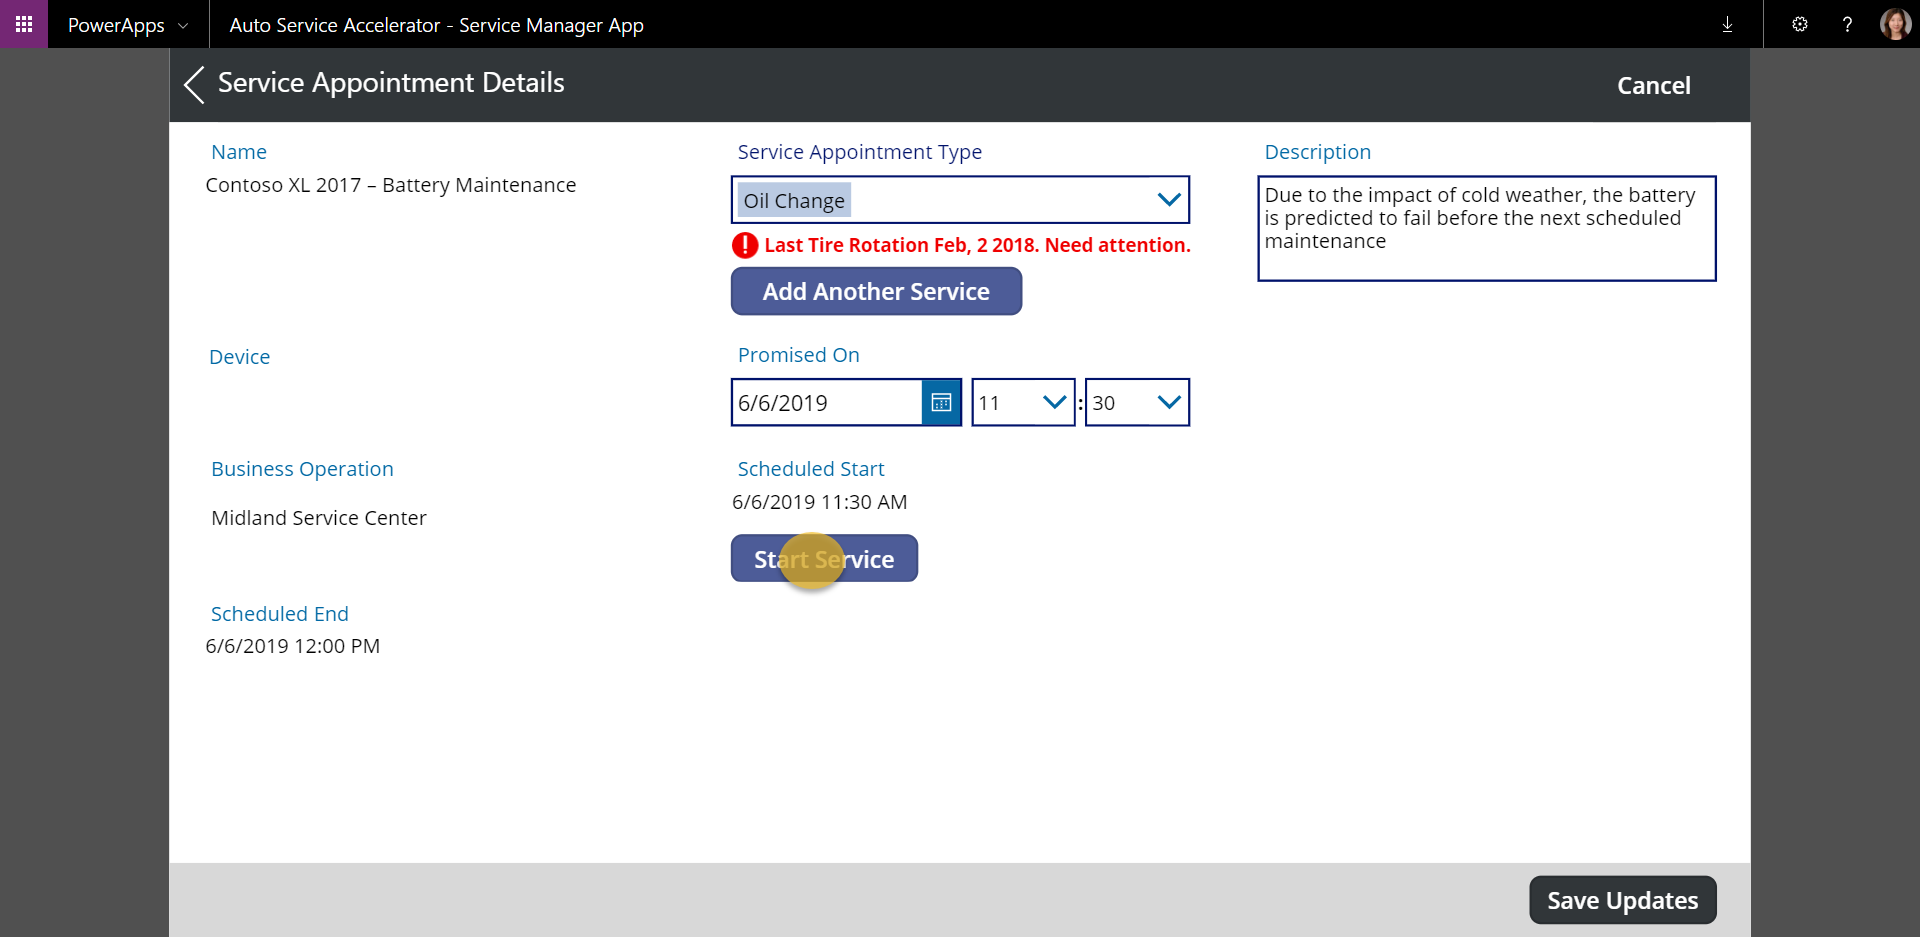 PowerApps
Auto Service Accelerator - Service Manager App
?
Service Appointment Details
Cancel
Name
Contoso XL 2017 – Battery Maintenance
Service Appointment Type
Oil Change
! Last Tire Rotation Feb, 2 2018. Need attention.
Add Another Service
Description
Due to the impact of cold weather, the battery
is predicted to fail before the next scheduled
maintenance
Device
Promised On
6/6/2019
11 : 30
Business Operation
Midland Service Center
Scheduled Start
6/6/2019 11:30 AM
Start Service
Scheduled End
6/6/2019 12:00 PM
Save Updates